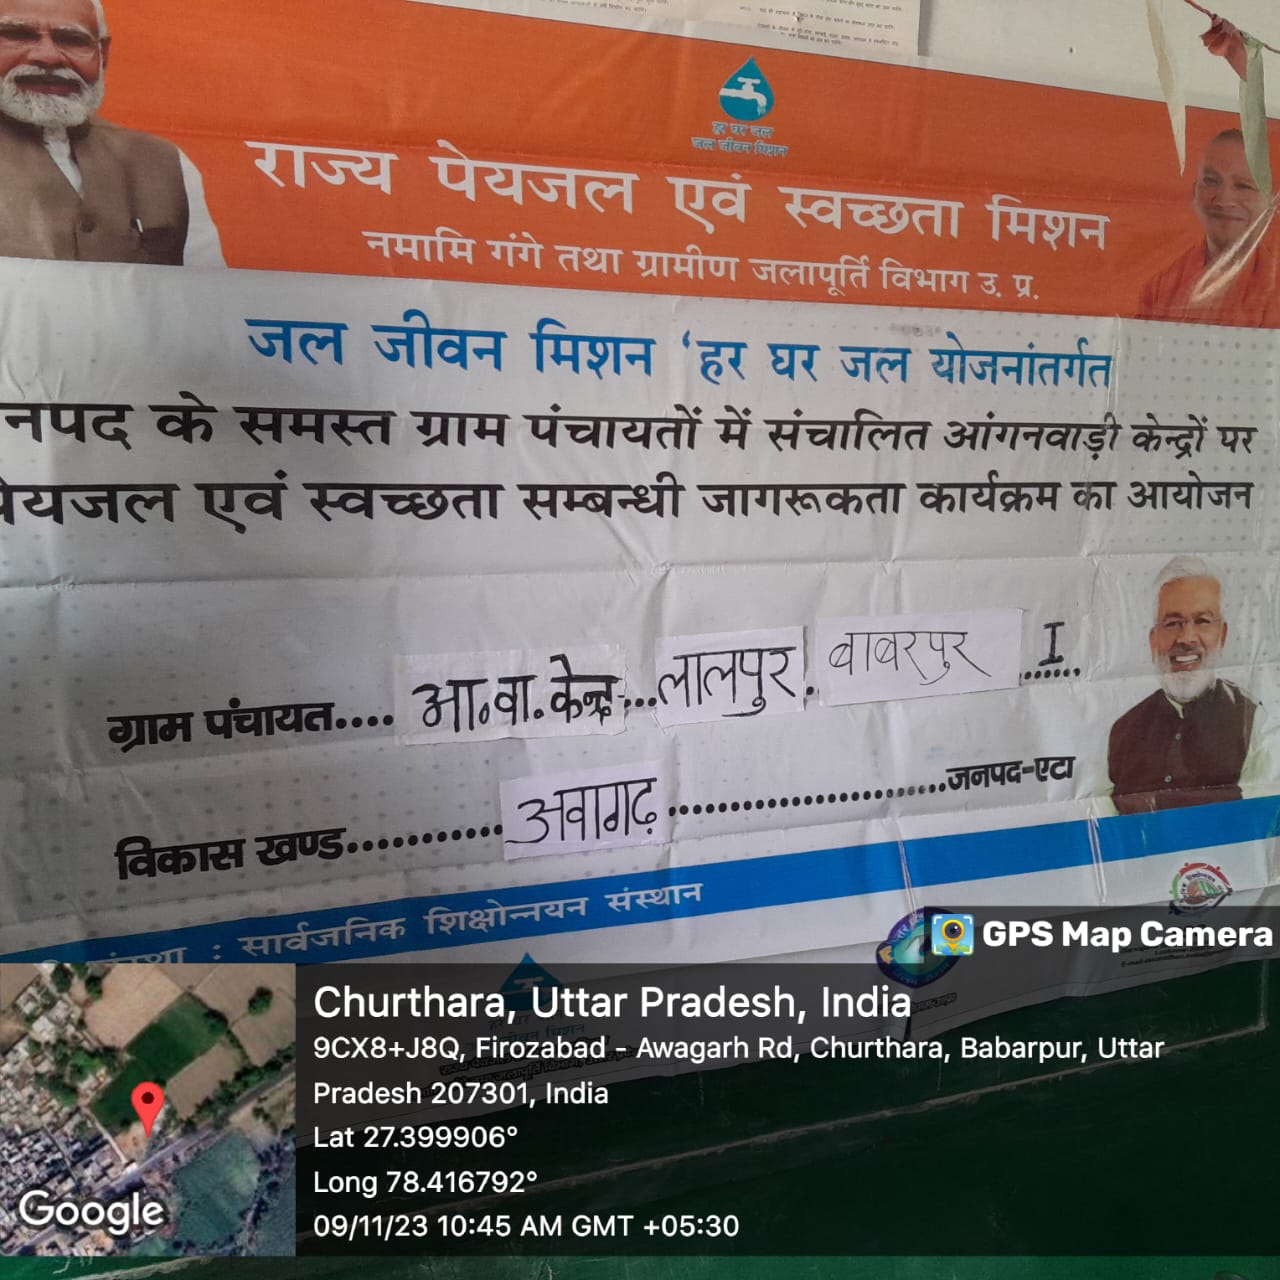 हर घर जल
जल जीवन मिशन
राज्य पेयजल एवं स्वच्छता मिशन
नमामि गंगे तथा ग्रामीण जलापूर्ति विभाग उ. प्र.
जल जीवन मिशन 'हर घर जल योजनांतर्गत
नपद के समस्त ग्राम पंचायतों में संचालित आंगनवाड़ी केन्द्रों पर
पेयजल एवं स्वच्छता सम्बन्धी जागरूकता कार्यक्रम का आयोजन
ग्राम पंचायत.... आ.वा. केन्द्र....लालपुर. बाबरपुर I......
विकास खण्ड........... अवागढ़ ........................जनपद-एटा
संस्था : सार्वजनिक शिक्षोन्नयन संस्थान
GPS Map Camera
Churthara, Uttar Pradesh, India
9CX8+J8Q, Firozabad - Awagarh Rd, Churthara, Babarpur, Uttar
Pradesh 207301, India
Lat 27.399906°
Long 78.416792°
09/11/23 10:45 AM GMT +05:30
Google